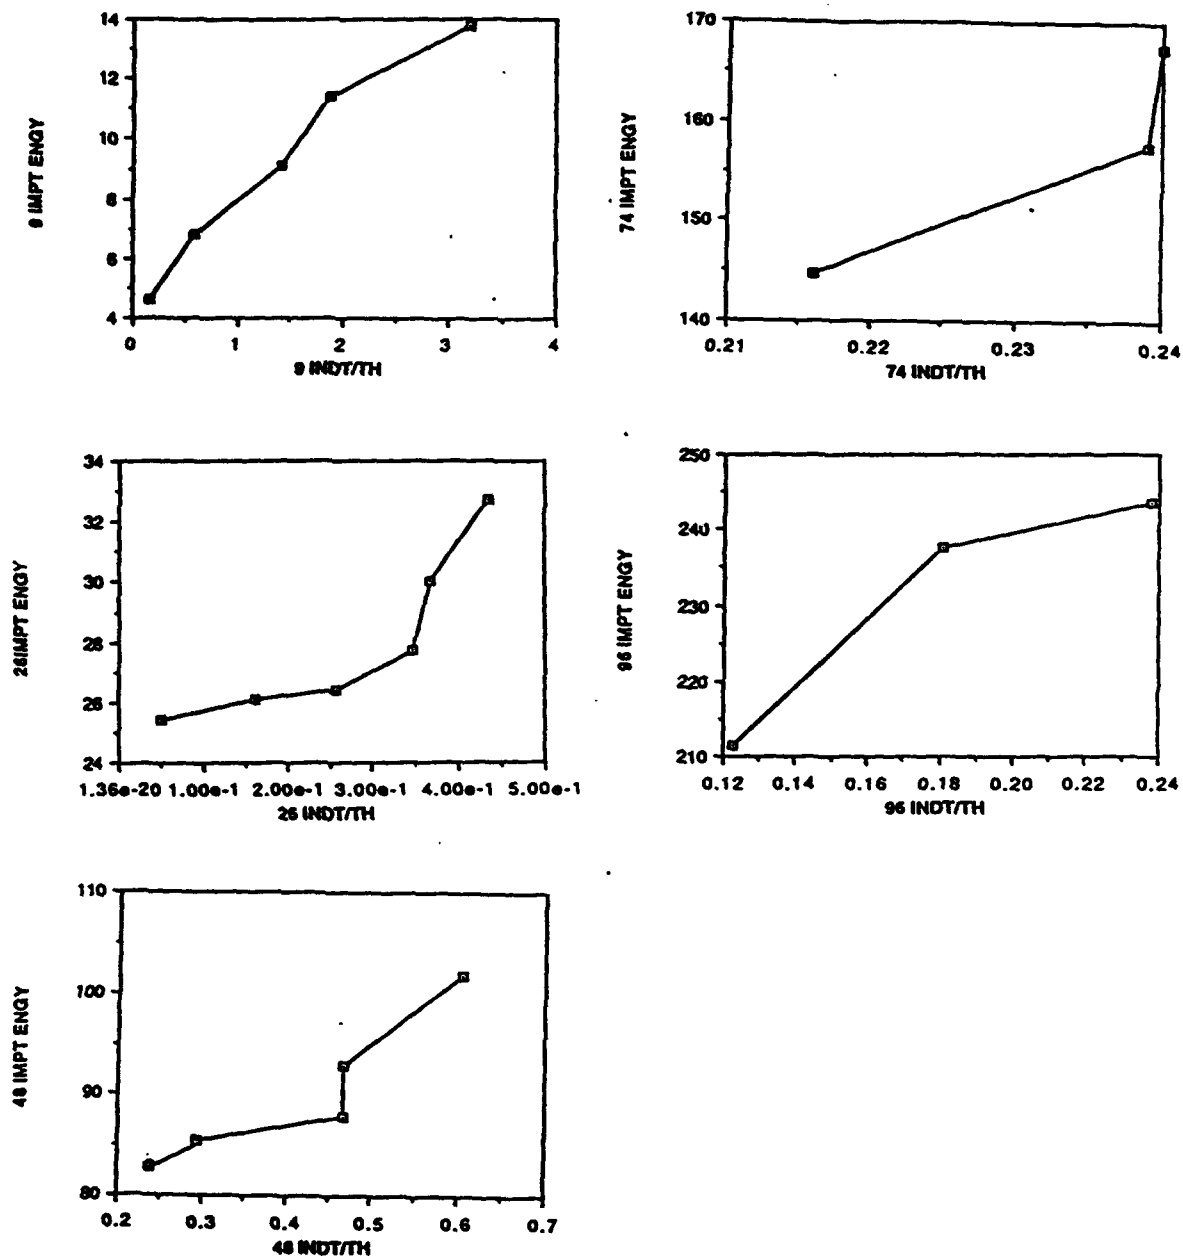 14
12
10
8
6
4
9 IMPT ENGY
0 1 2 3 4
9 INDT/TH
170
160
150
140
74 IMPT ENGY
0.21 0.22 0.23 0.24
74 INDT/TH
34
32
30
28
26
24
26IMPT ENGY
1.36e-20 1.00e-1 2.00e-1 3.00e-1 4.00e-1 5.00e-1
26 INDT/TH
250
240
230
220
210
96 IMPT ENGY
0.12 0.14 0.16 0.18 0.20 0.22 0.24
96 INDT/TH
110
100
90
80
48 IMPT ENGY
0.2 0.3 0.4 0.5 0.6 0.7
48 INDT/TH